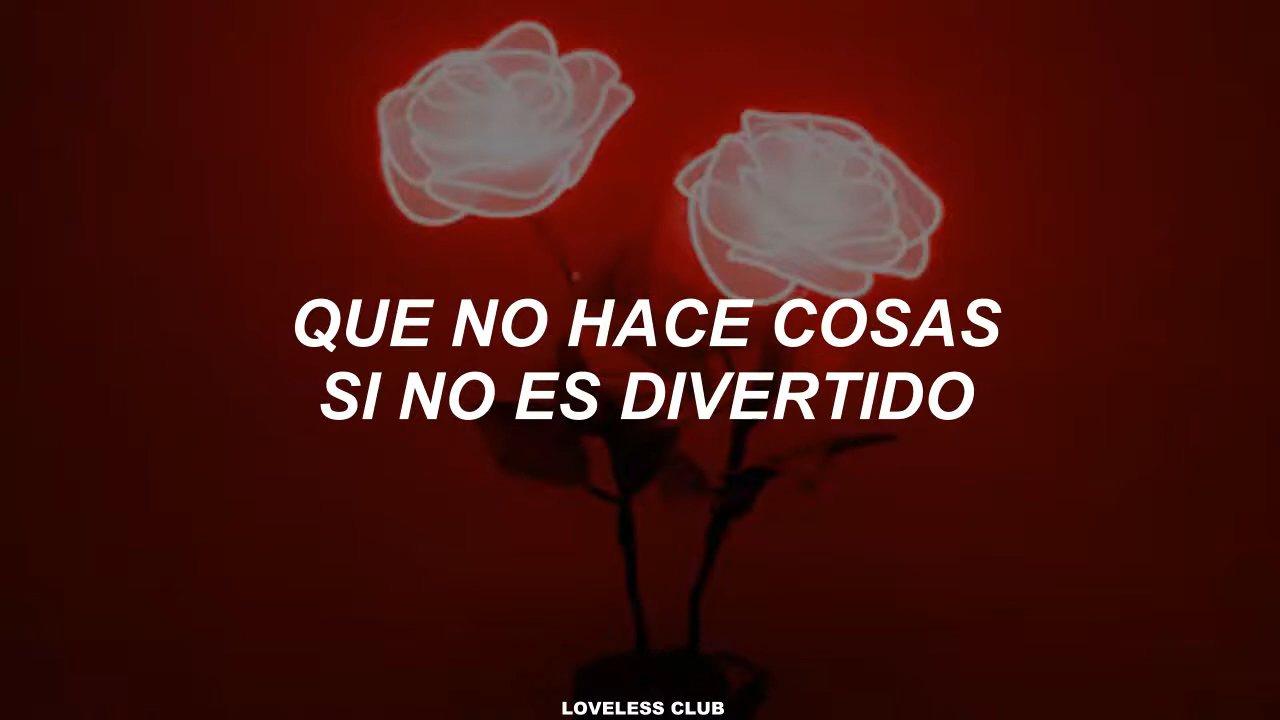 QUE NO HACE COSAS
SI NO ES DIVERTIDO
LOVELESS CLUB